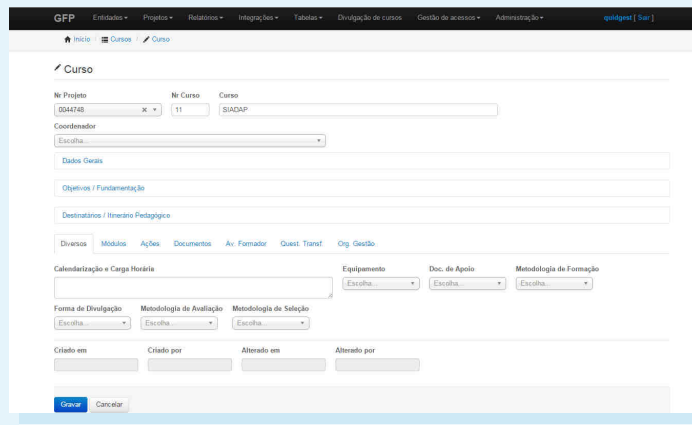 GFP Entidades Projetos Relatórios Integrações Tabelas Divulgação de cursos Gestão de acessos Administração quidgest [ Sair ]
Início / Cursos / Curso
Curso
Nr Projeto Nr Curso Curso
0044748 11 SIADAP
Coordenador
Escolha...
Dados Gerais
Objetivos / Fundamentação
Destinatários / Itinerário Pedagógico
Diversos Módulos Ações Documentos Av. Formador Quest. Transf. Org. Gestão
Calendarização e Carga Horária Equipamento Doc. de Apoio Metodologia de Formação
Escolha... Escolha... Escolha...
Forma de Divulgação Metodologia de Avaliação Metodologia de Seleção
Escolha... Escolha... Escolha...
Criado em Criado por Alterado em Alterado por
Gravar Cancelar